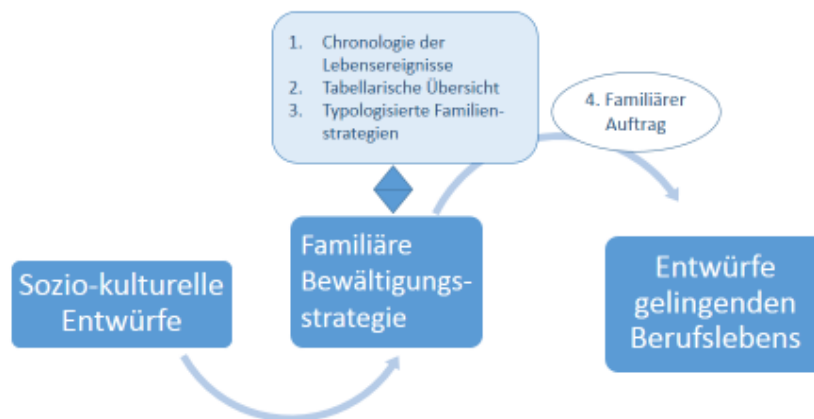 1. Chronologie der
Lebensereignisse
2. Tabellarische Übersicht
3. Typologisierte Familien-
strategien
4. Familiärer
Auftrag
Sozio-kulturelle
Entwürfe
Familiäre
Bewältigungs-
strategie
Entwürfe
gelingenden
Berufslebens